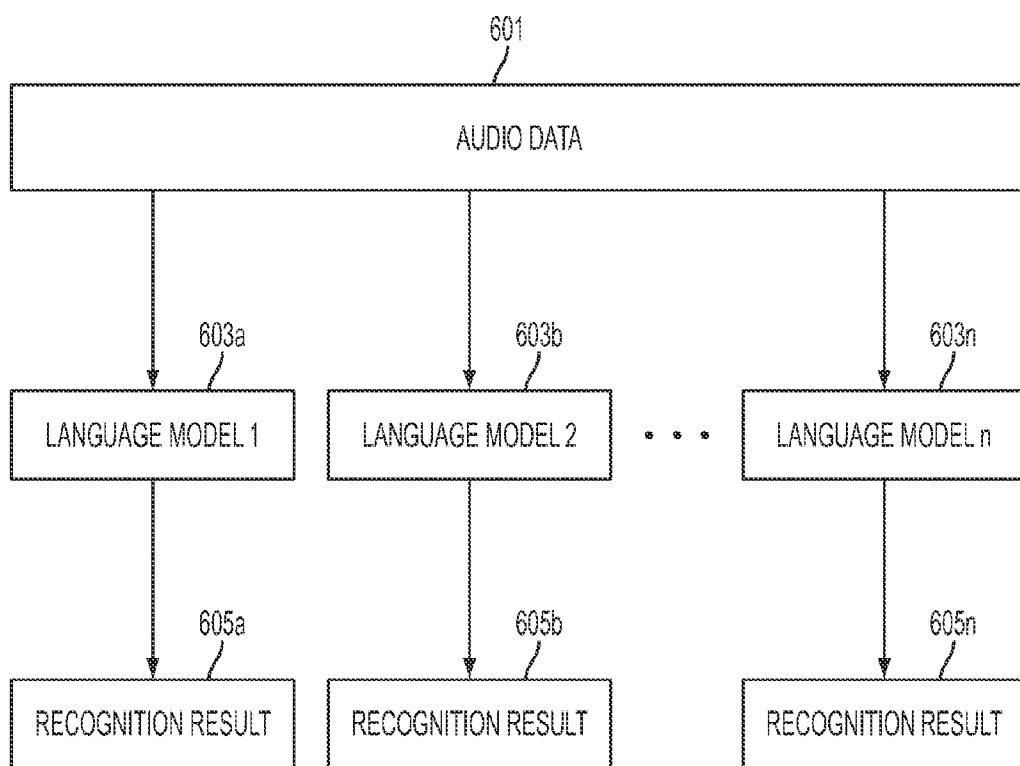 601
AUDIO DATA
603a 603b 603n
LANGUAGE MODEL 1 LANGUAGE MODEL 2 • • • LANGUAGE MODEL n
605a 605b 605n
RECOGNITION RESULT RECOGNITION RESULT RECOGNITION RESULT